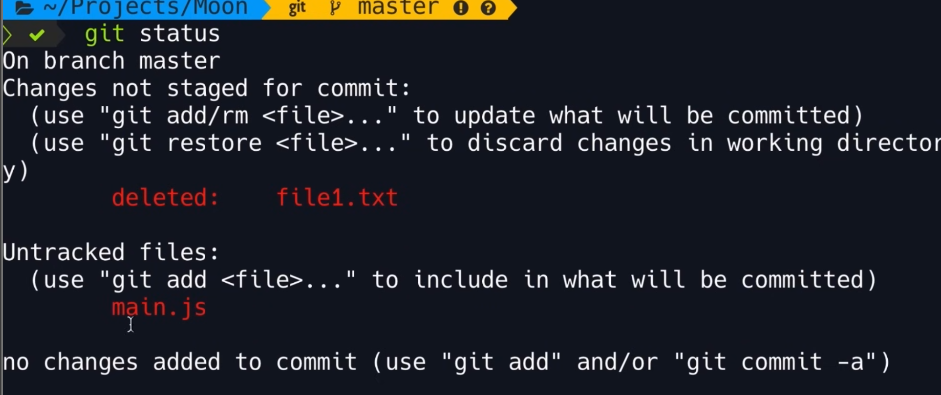 ~/Projects/Moon git master
git status
On branch master
Changes not staged for commit:
(use "git add/rm <file>..." to update what will be committed)
(use "git restore <file>..." to discard changes in working director
y)
deleted: file1.txt
Untracked files:
(use "git add <file>..." to include in what will be committed)
main.js
no changes added to commit (use "git add" and/or "git commit -a")